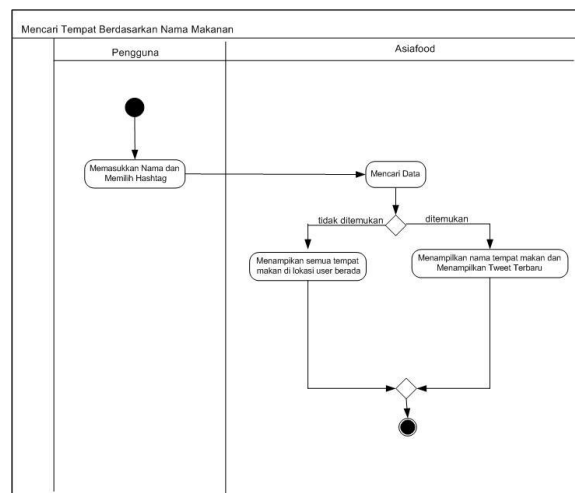 Mencari Tempat Berdasarkan Nama Makanan
Pengguna
Asiafood
Memasukkan Nama dan
Memilih Hashtag
Mencari Data
tidak ditemukan
ditemukan
Menampikan semua tempat
makan di lokasi user berada
Menampilkan nama tempat makan dan
Menampilkan Tweet Terbaru